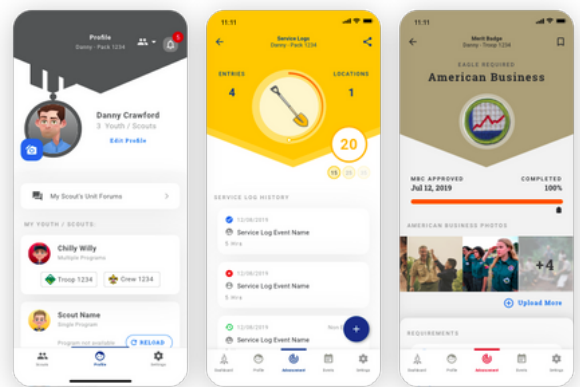 Profile
Danny - Pack 1234
5
Danny Crawford
3 Youth / Scouts
Edit Profile
My Scout's Unit Forums
MY YOUTH / SCOUTS:
Chilly Willy
Multiple Programs
Troop 1234
Crew 1234
Scout Name
Single Program
Program not available
RELOAD
Scouts
Profile
Settings
11:11
Service Logs
Danny - Pack 1234
ENTRIES
4
LOCATIONS
1
20
15
SERVICE LOG HISTORY
12/08/2019
Service Log Event Name
5 Hrs
12/08/2019
Service Log Event Name
5 Hrs
12/08/2019
Service Log Event Name
Dashboard
Profile
Advancement
Events
Settings
11:11
Merit Badge
Danny - Troop 1234
EAGLE REQUIRED
American Business
MBC APPROVED
Jul 12, 2019
COMPLETED
100%
AMERICAN BUSINESS PHOTOS
+4
Upload More
REQUIREMENTS
Dashboard
Profile
Advancement
Events
Settings